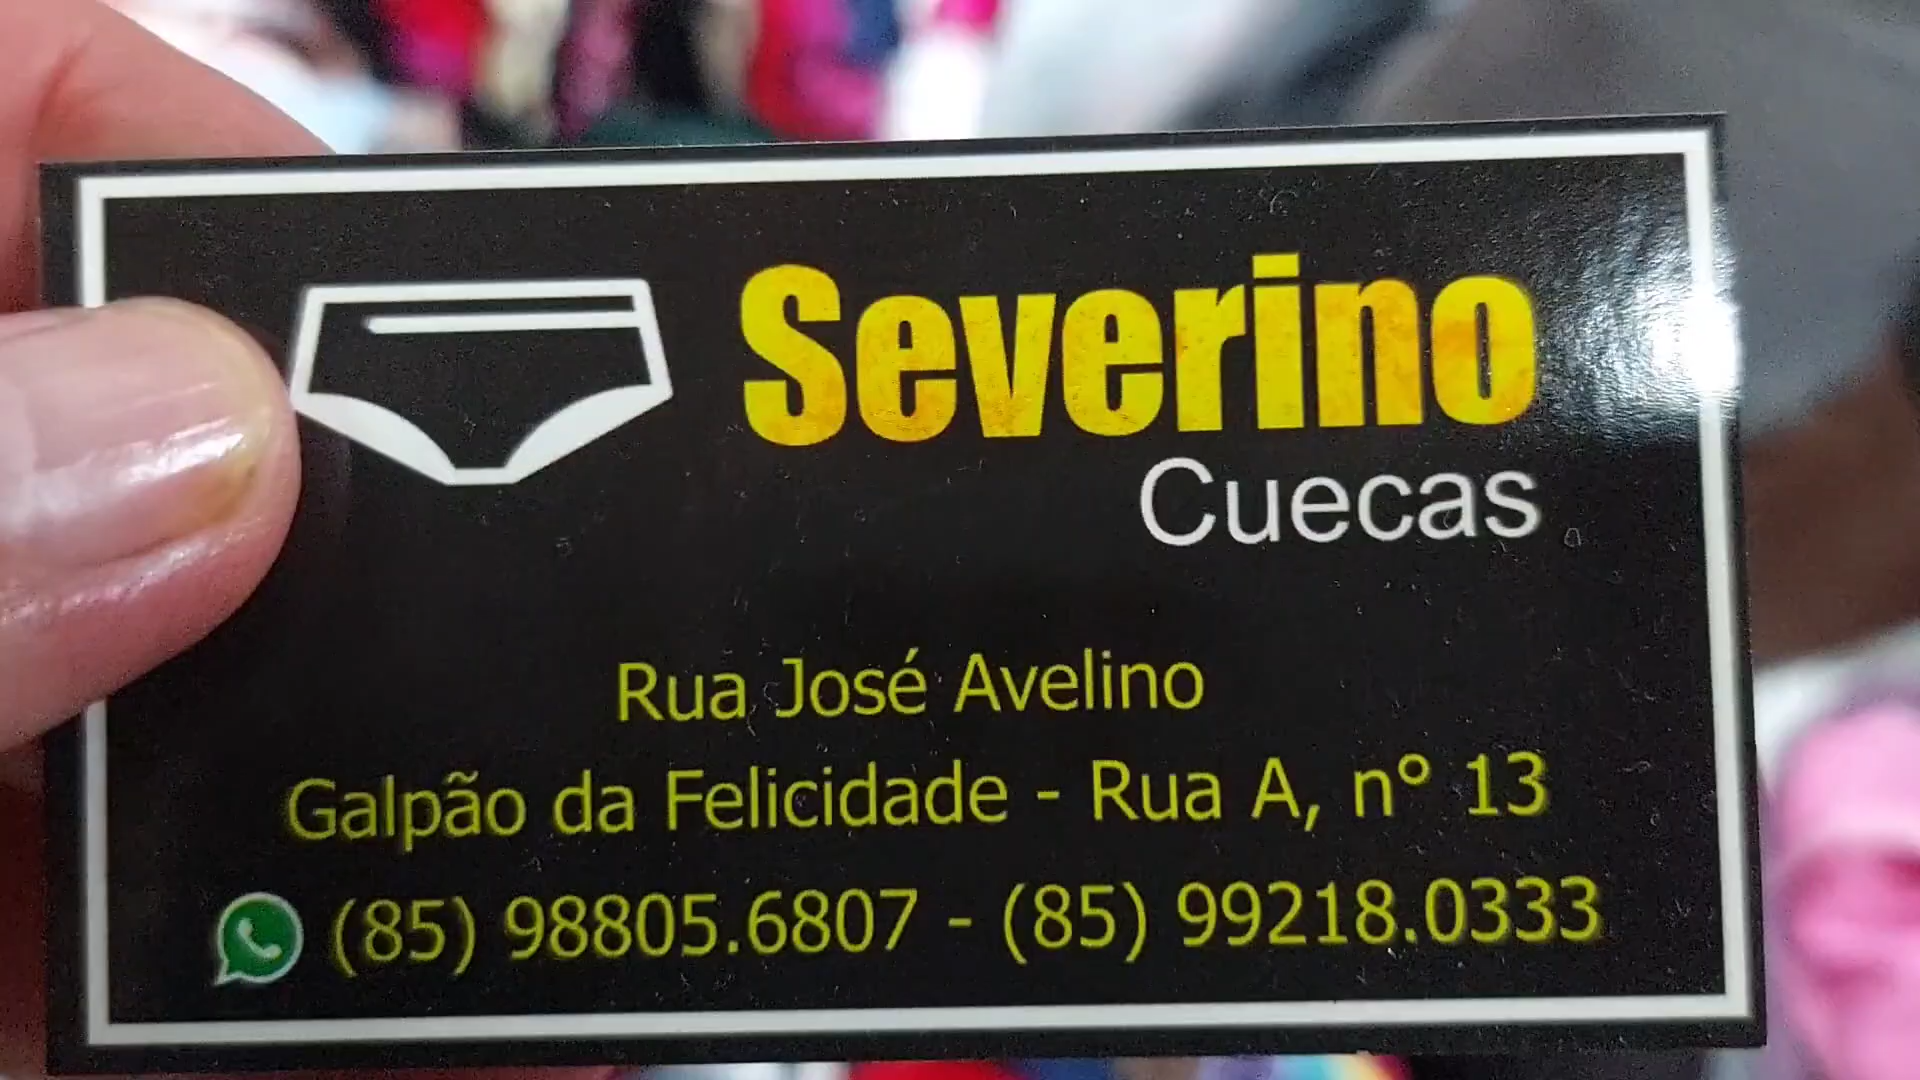 Severino
Cuecas
Rua José Avelino
Galpão da Felicidade - Rua A, n° 13
(85) 98805.6807 - (85) 99218.0333